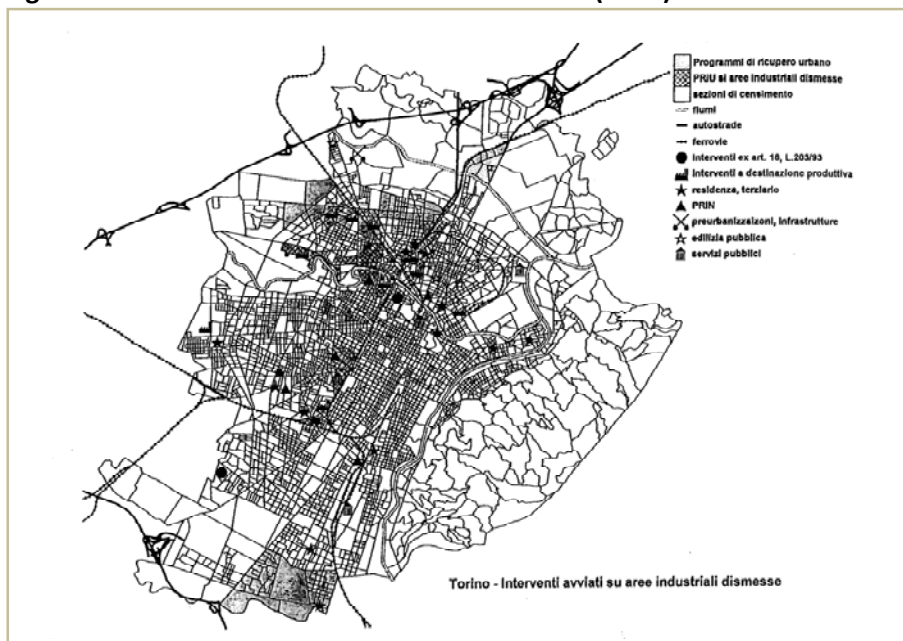 Programmi di ricupero urbano
PRIU si aree industriali dismesse
sezioni di censimento
fiumi
autostrade
ferrovie
Interventi ex art. 18, L.203/93
Interventi a destinazione produttiva
residenza, terziario
PRIN
preurbanizzaizoni, infrastrutture
edilizia pubblica
servizi pubblici
Torino - Interventi avviati su aree industriali dismesse